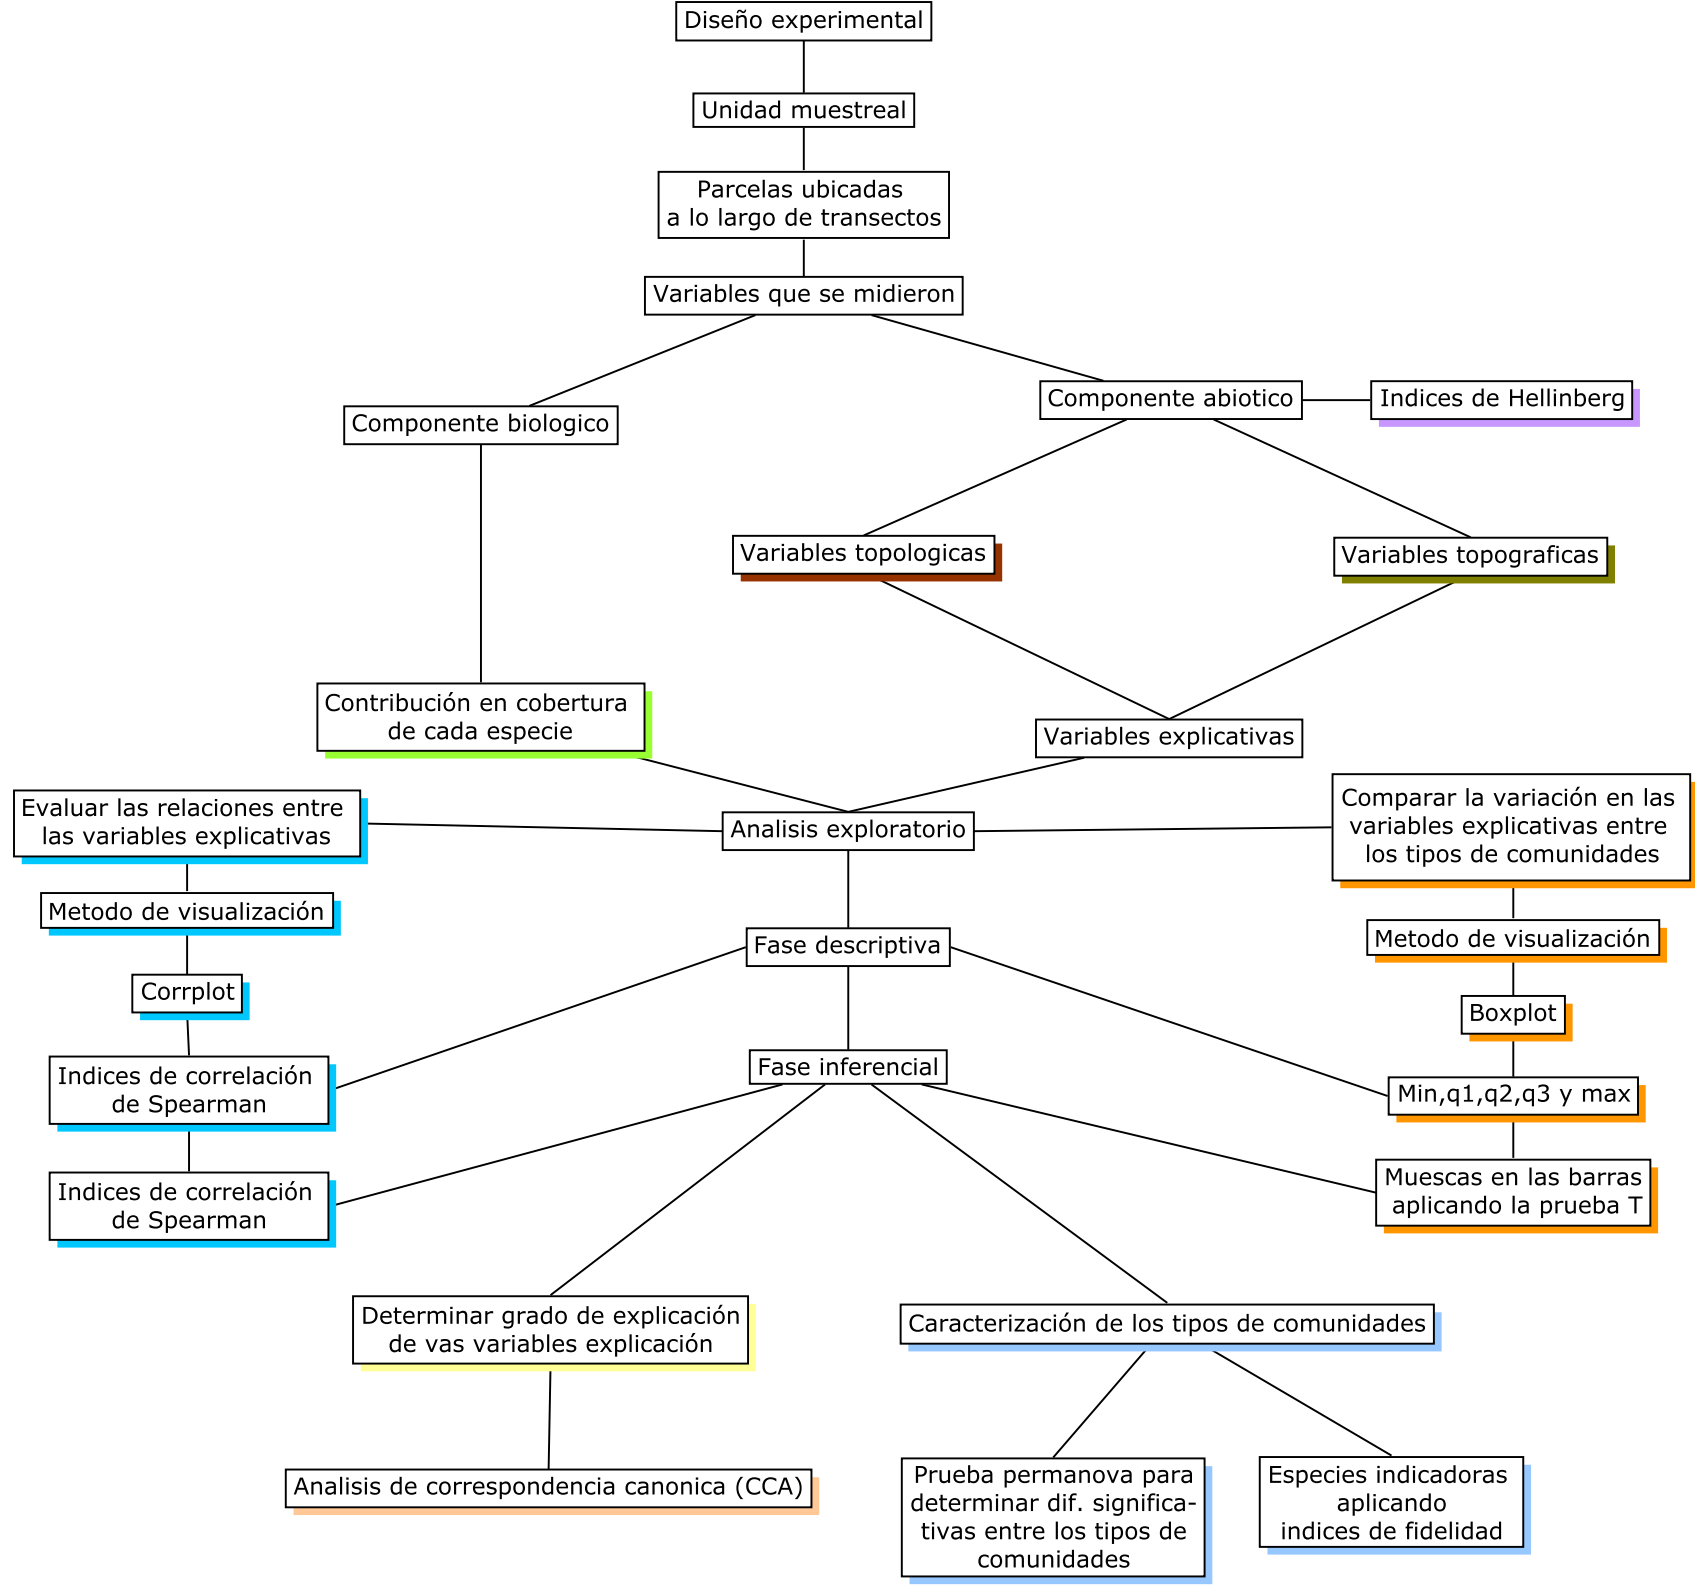 Diseño experimental
Unidad muestreal
Parcelas ubicadas
a lo largo de transectos
Variables que se midieron
Componente biologico
Componente abiotico
Indices de Hellinberg
Variables topologicas
Variables topograficas
Contribución en cobertura
de cada especie
Variables explicativas
Evaluar las relaciones entre
las variables explicativas
Analisis exploratorio
Comparar la variación en las
variables explicativas entre
los tipos de comunidades
Metodo de visualización
Fase descriptiva
Metodo de visualización
Corrplot
Boxplot
Indices de correlación
de Spearman
Fase inferencial
Min,q1,q2,q3 y max
Indices de correlación
de Spearman
Muescas en las barras
aplicando la prueba T
Determinar grado de explicación
de vas variables explicación
Caracterización de los tipos de comunidades
Analisis de correspondencia canonica (CCA)
Prueba permanova para
determinar dif. significa-
tivas entre los tipos de
comunidades
Especies indicadoras
aplicando
indices de fidelidad